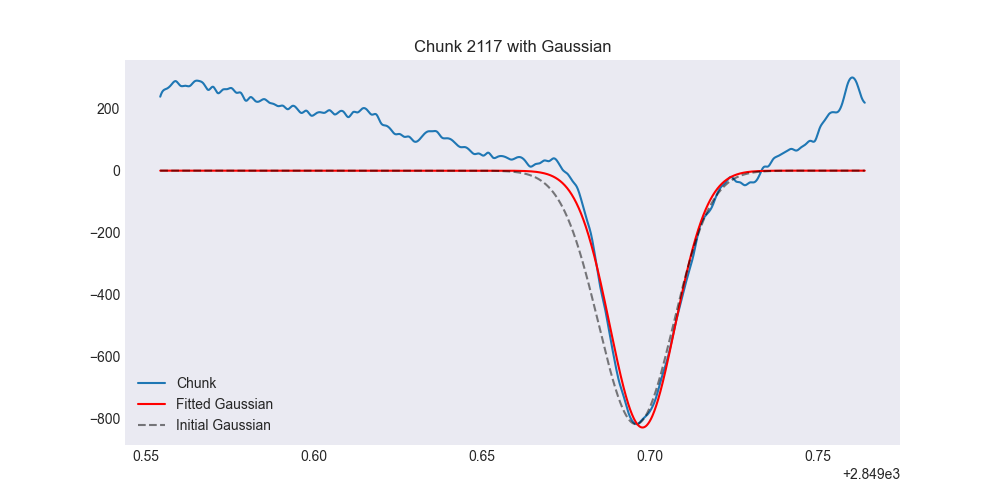 Chunk 2117 with Gaussian
200
0
−200
−400
−600
−800
Chunk
Fitted Gaussian
Initial Gaussian
0.55 0.60 0.65 0.70 0.75
+2.849e3